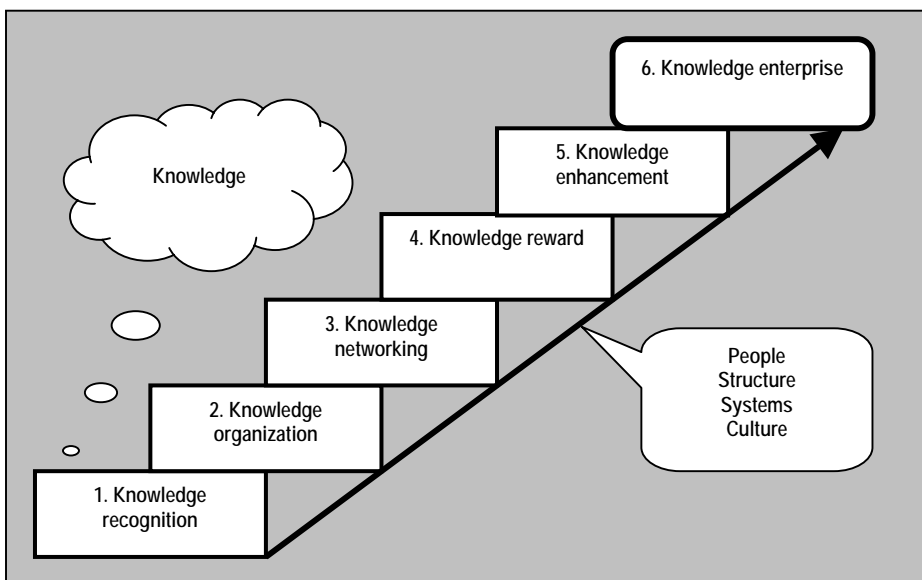 6. Knowledge enterprise
5. Knowledge
enhancement
Knowledge
4. Knowledge reward
3. Knowledge
networking
People
Structure
Systems
Culture
2. Knowledge
organization
1. Knowledge
recognition